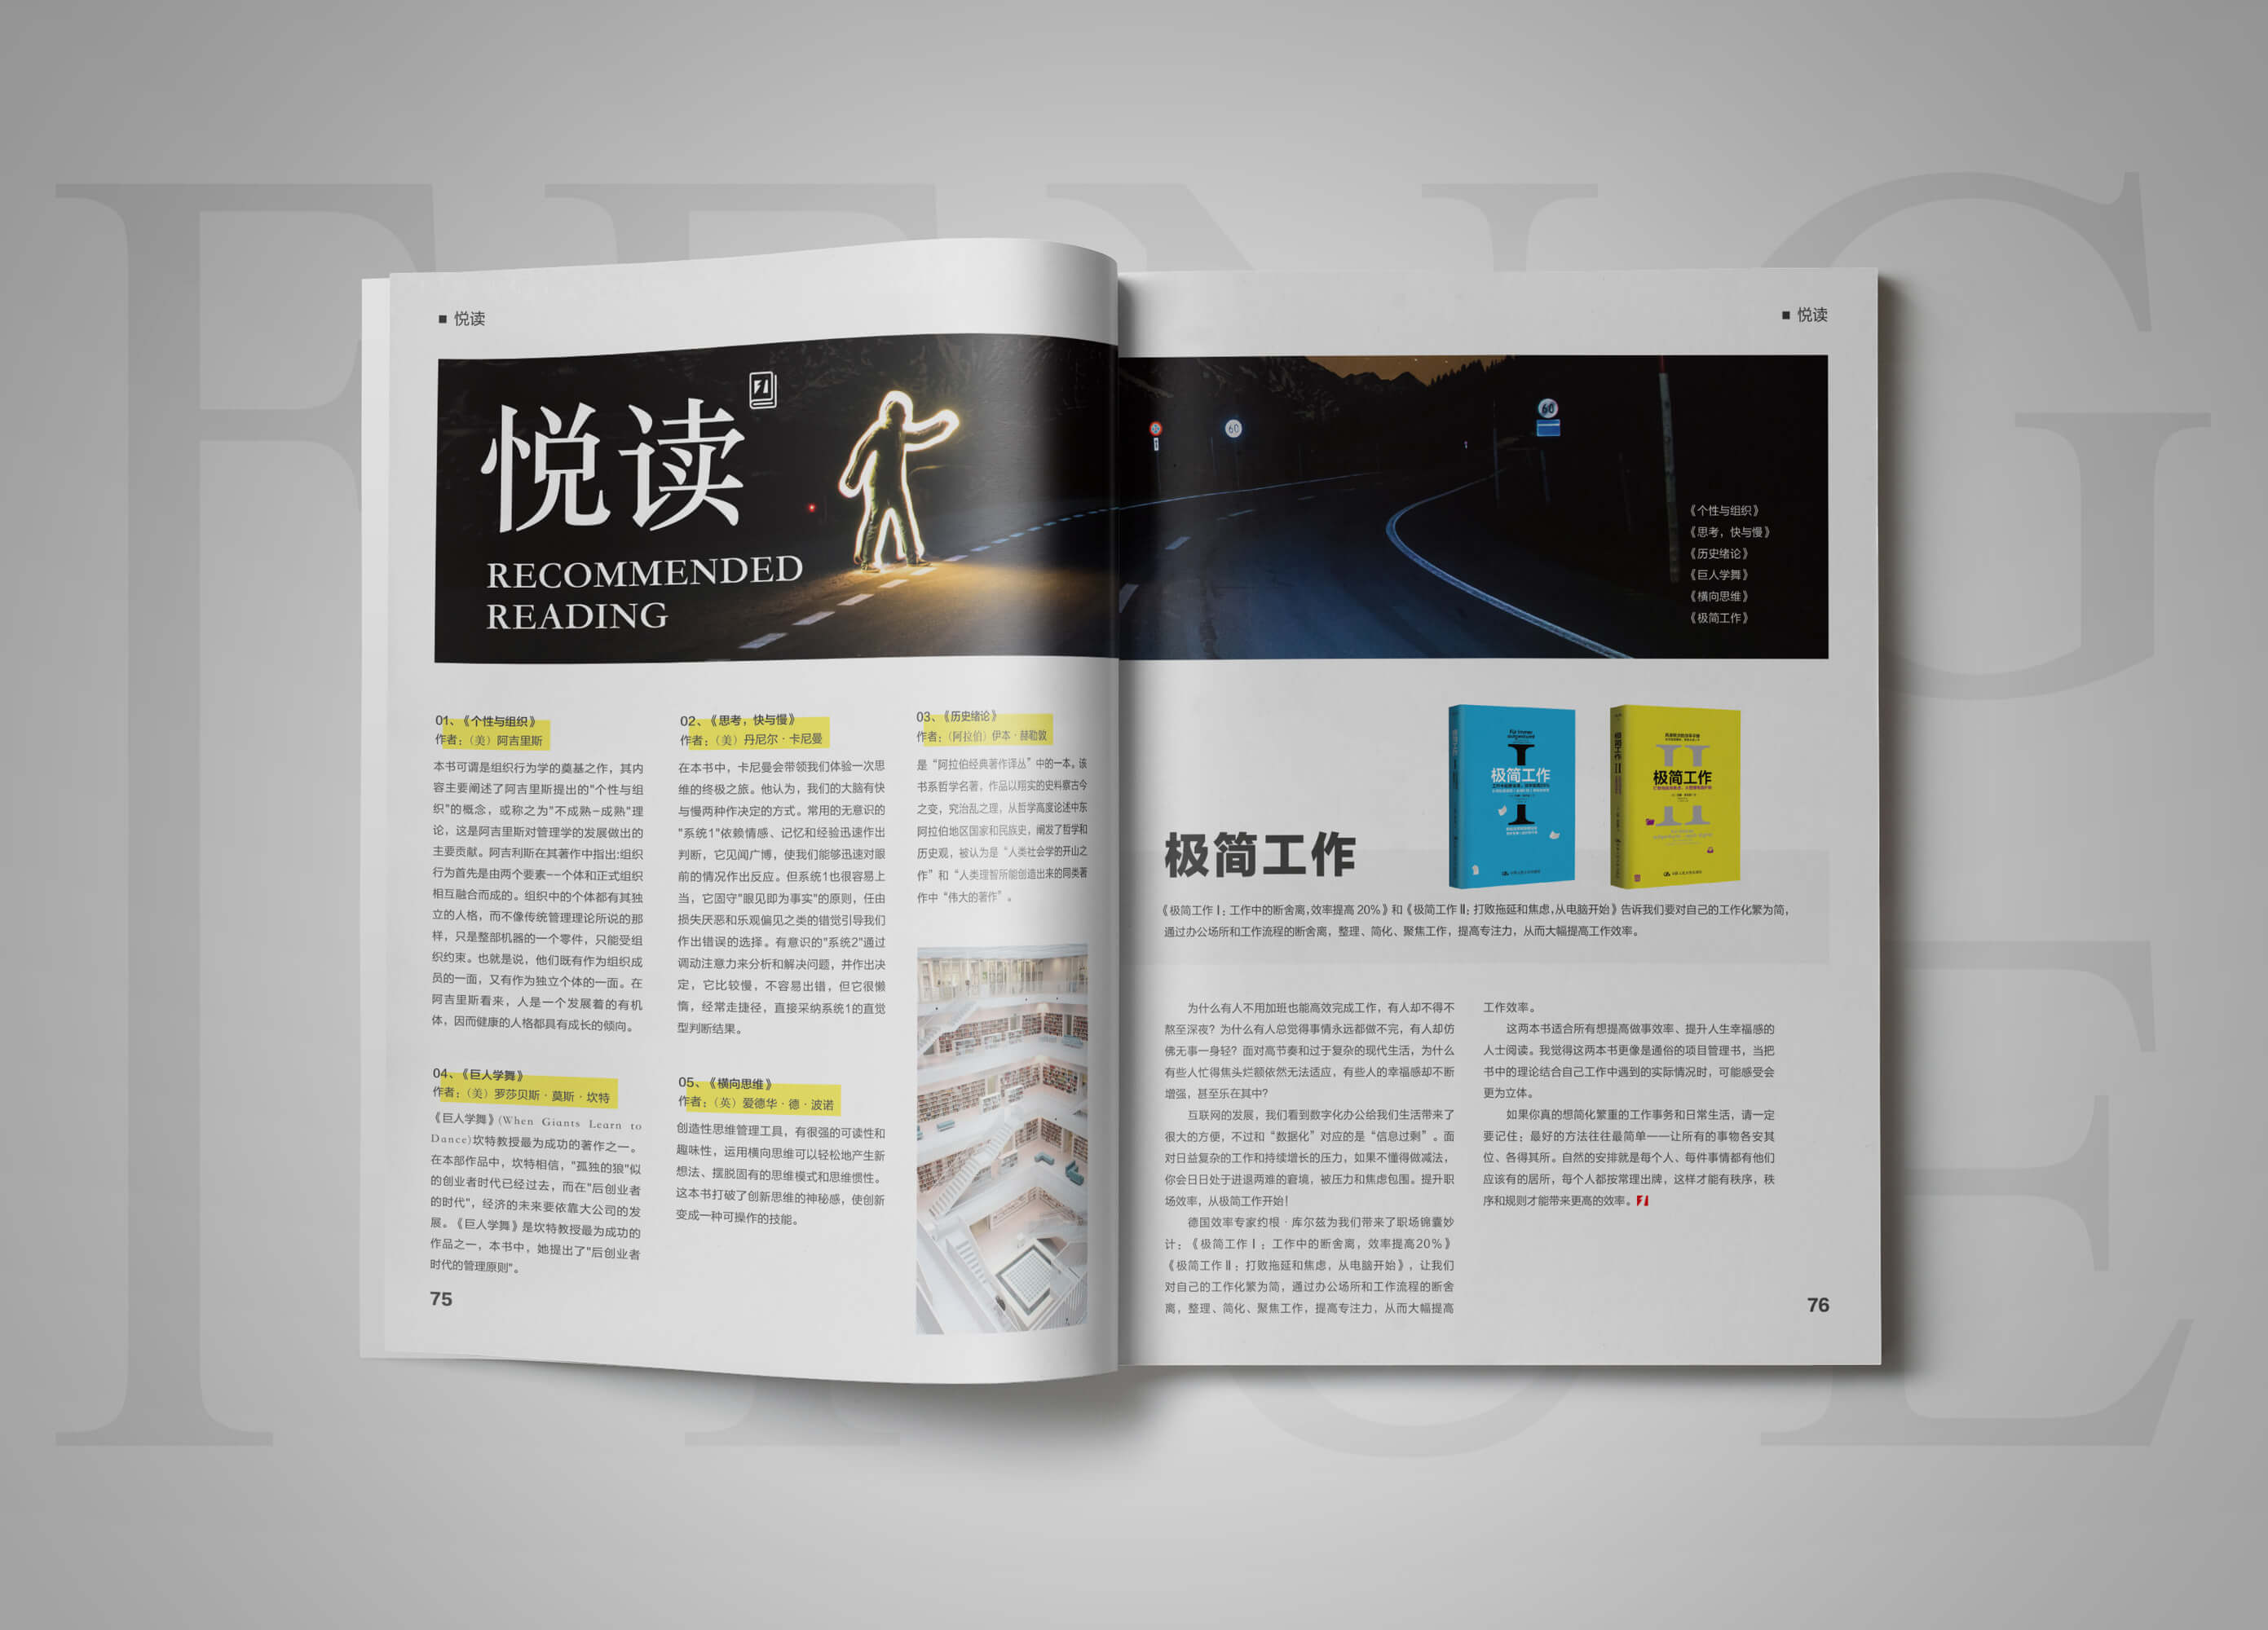 FENG
■ 悦读
悦读
RECOMMENDED
READING
01、《个性与组织》
作者：（美）阿吉里斯
本书可谓是组织行为学的奠基之作，其内
容主要阐述了阿吉里斯提出的"个性与组
织"的概念，或称之为"不成熟-成熟"理
论，这是阿吉里斯对管理学的发展做出的
主要贡献。阿吉利斯在其著作中指出:组织
行为首先是由两个要素--个体和正式组织
相互融合而成的。组织中的个体都有其独
立的人格，而不像传统管理理论所说的那
样，只是整部机器的一个零件，只能受组
织约束。也就是说，他们既有作为组织成
员的一面，又有作为独立个体的一面。在
阿吉里斯看来，人是一个发展着的有机
体，因而健康的人格都具有成长的倾向。
02、《思考，快与慢》
作者：（美）丹尼尔·卡尼曼
在本书中，卡尼曼会带领我们体验一次思
维的终极之旅。他认为，我们的大脑有快
与慢两种作决定的方式。常用的无意识的
"系统1"依赖情感、记忆和经验迅速作出
判断，它见闻广博，使我们能够迅速对眼
前的情况作出反应。但系统1也很容易上
当，它固守"眼见即为事实"的原则，任由
损失厌恶和乐观偏见之类的错觉引导我们
作出错误的选择。有意识的"系统2"通过
调动注意力来分析和解决问题，并作出决
定，它比较慢，不容易出错，但它很懒
惰，经常走捷径，直接采纳系统1的直觉
型判断结果。
03、《历史绪论》
作者：（阿拉伯）伊本·赫勒敦
是“阿拉伯经典著作译丛”中的一本。该
书系哲学名著，作品以翔实的史料察古今
之变，究治乱之理，从哲学高度论述中东
阿拉伯地区国家和民族史，阐发了哲学和
历史观，被认为是“人类社会学的开山之
作”和“人类理智所能创造出来的同类著
作中“伟大的著作”。
04、《巨人学舞》
作者：（美）罗莎贝斯·莫斯·坎特
《巨人学舞》(When Giants Learn to
Dance)坎特教授最为成功的著作之一。
在本部作品中，坎特相信，"孤独的狼"似
的创业者时代已经过去，而在"后创业者
的时代"，经济的未来要依靠大公司的发
展。《巨人学舞》是坎特教授最为成功的
作品之一，本书中，她提出了"后创业者
时代的管理原则"。
05、《横向思维》
作者：（英）爱德华·德·波诺
创造性思维管理工具，有很强的可读性和
趣味性，运用横向思维可以轻松地产生新
想法、摆脱固有的思维模式和思维惯性。
这本书打破了创新思维的神秘感，使创新
变成一种可操作的技能。
75
■ 悦读
60
60
《个性与组织》
《思考，快与慢》
《历史绪论》
《巨人学舞》
《横向思维》
《极简工作》
极简工作
Für immer
aufgeräumt
I
极简工作
极简工作 II
II
极简工作
《极简工作 I：工作中的断舍离，效率提高 20%》和《极简工作 II：打败拖延和焦虑，从电脑开始》告诉我们要对自己的工作化繁为简，
通过办公场所和工作流程的断舍离，整理、简化、聚焦工作，提高专注力，从而大幅提高工作效率。
为什么有人不用加班也能高效完成工作，有人却不得不
熬至深夜？为什么有人总觉得事情永远都做不完，有人却仿
佛无事一身轻？面对高节奏和过于复杂的现代生活，为什么
有些人忙得焦头烂额依然无法适应，有些人的幸福感却不断
增强，甚至乐在其中？
互联网的发展，我们看到数字化办公给我们生活带来了
很大的方便，不过和“数据化”对应的是“信息过剩”。面
对日益复杂的工作和持续增长的压力，如果不懂得做减法，
你会日日处于进退两难的窘境，被压力和焦虑包围。提升职
场效率，从极简工作开始！
德国效率专家约根·库尔兹为我们带来了职场锦囊妙
计：《极简工作 I：工作中的断舍离，效率提高20%》
《极简工作 II：打败拖延和焦虑，从电脑开始》，让我们
对自己的工作化繁为简，通过办公场所和工作流程的断舍
离，整理、简化、聚焦工作，提高专注力，从而大幅提高
工作效率。
这两本书适合所有想提高做事效率、提升人生幸福感的
人士阅读。我觉得这两本书更像是通俗的项目管理书，当把
书中的理论结合自己工作中遇到的实际情况时，可能感受会
更为立体。
如果你真的想简化繁重的工作事务和日常生活，请一定
要记住：最好的方法往往最简单——让所有的事物各安其
位、各得其所。自然的安排就是每个人、每件事情都有他们
应该有的居所，每个人都按常理出牌，这样才能有秩序，秩
序和规则才能带来更高的效率。
76